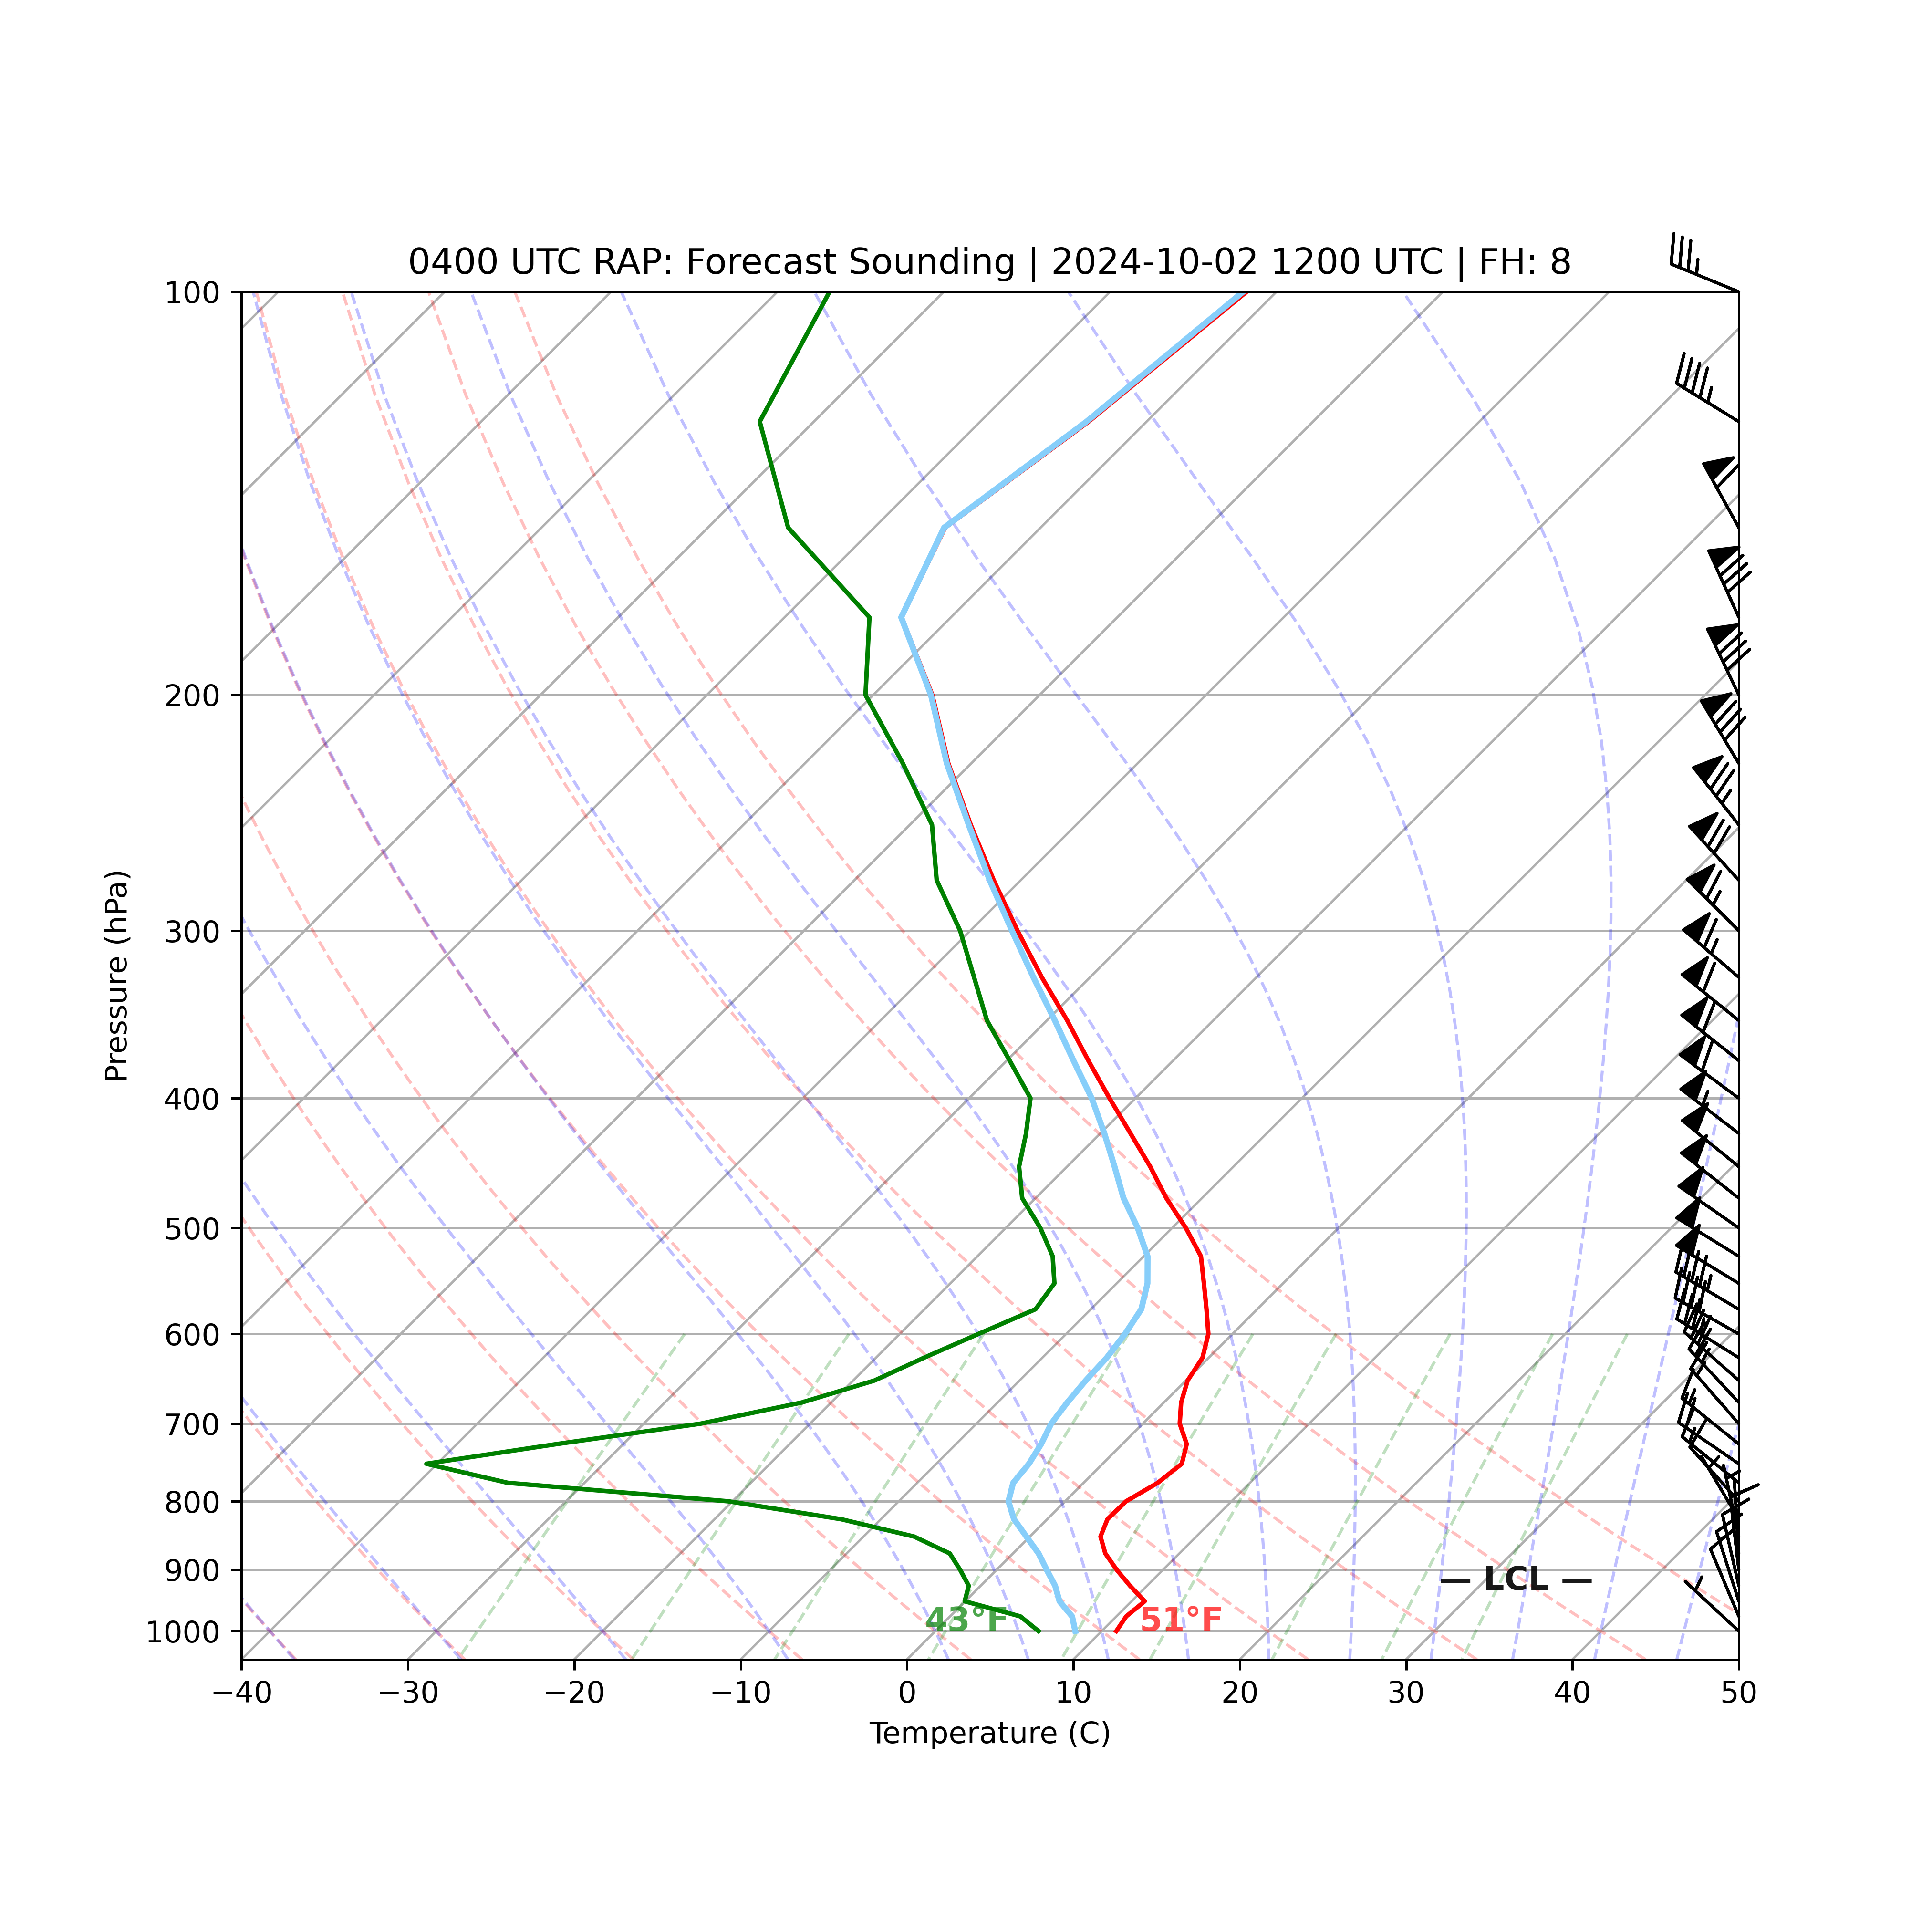 0400 UTC RAP: Forecast Sounding | 2024-10-02 1200 UTC | FH: 8
100
200
300
400
500
600
700
800
900
1000
Pressure (hPa)
— LCL —
43°F
51°F
−40 −30 −20 −10 0 10 20 30 40 50
Temperature (C)